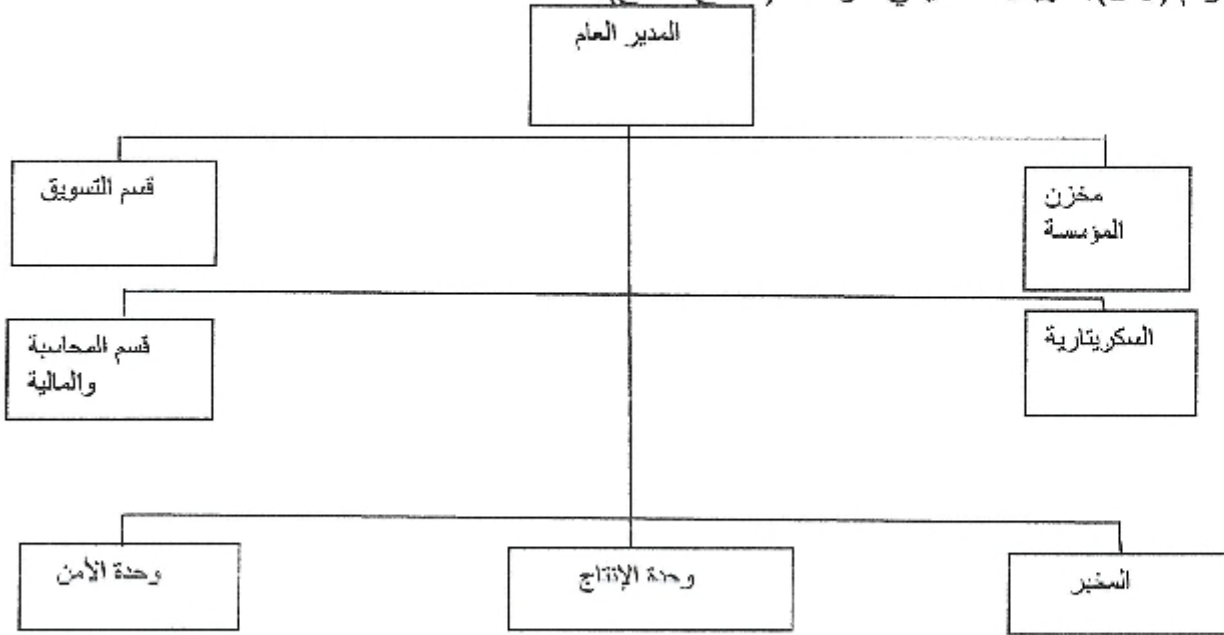 المدير العام
قسم التسويق
مخزن
المؤسسة
قسم المحاسبة
والمالية
السكريتارية
وحدة الأمن
وحدة الإنتاج
المخبر